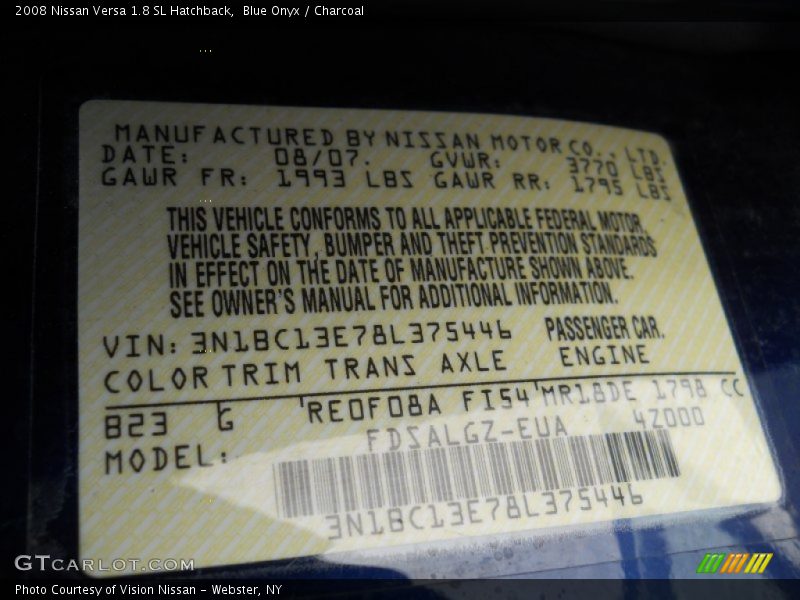 2008 Nissan Versa 1.8 SL Hatchback,  Blue Onyx / Charcoal
MANUFACTURED BY NISSAN MOTOR CO., LTD.
DATE: 08/07. GVWR: 3770 LBS
GAWR FR: 1993 LBS GAWR RR: 1795 LBS
THIS VEHICLE CONFORMS TO ALL APPLICABLE FEDERAL MOTOR
VEHICLE SAFETY, BUMPER AND THEFT PREVENTION STANDARDS
IN EFFECT ON THE DATE OF MANUFACTURE SHOWN ABOVE.
SEE OWNER'S MANUAL FOR ADDITIONAL INFORMATION.
VIN: 3N1BC13E78L375446 PASSENGER CAR.
COLOR TRIM TRANS AXLE ENGINE
B23 G RE0F08A FI54 MR18DE 1798 CC
FDSALGZ-EUA 4Z000
MODEL:
3N1BC13E78L375446
GTCARLOT.COM
Photo Courtesy of Vision Nissan - Webster, NY